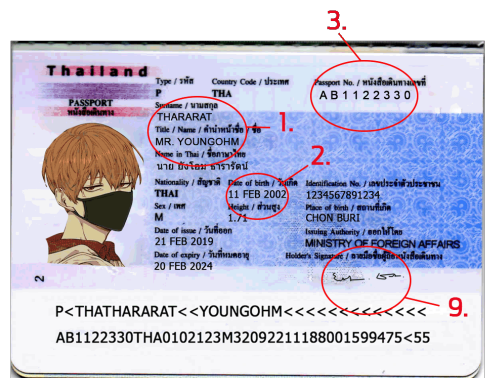 3.
Thailand
Type / รหัส Country Code / ประเทศ Passport No. / หนังสือเดินทางเลขที่
P THA AB1122330
PASSPORT
หนังสือเดินทาง
Surname / นามสกุล
THARARAT
1.
Title / Name / คำนำหน้าชื่อ / ชื่อ
MR. YOUNGOHM
Name in Thai / ชื่อภาษาไทย
นาย ยังโอม ธารารัตน์
2.
Nationality / สัญชาติ Date of birth / วันเกิด Identification No. / เลขประจำตัวประชาชน
THAI 11 FEB 2002 1234567891234
Sex / เพศ Height / ส่วนสูง Place of birth / สถานที่เกิด
M 1.71 CHON BURI
Date of issue / วันที่ออก Issuing Authority / ออกให้โดย
21 FEB 2019 MINISTRY OF FOREIGN AFFAIRS
Date of expiry / วันที่หมดอายุ Holder's Signature / ลายมือชื่อผู้ถือหนังสือเดินทาง
20 FEB 2024
9.
P<THATHARARAT<<YOUNGOHM<<<<<<<<<<<<<
AB1122330THA0102123M32092211188001599475<55